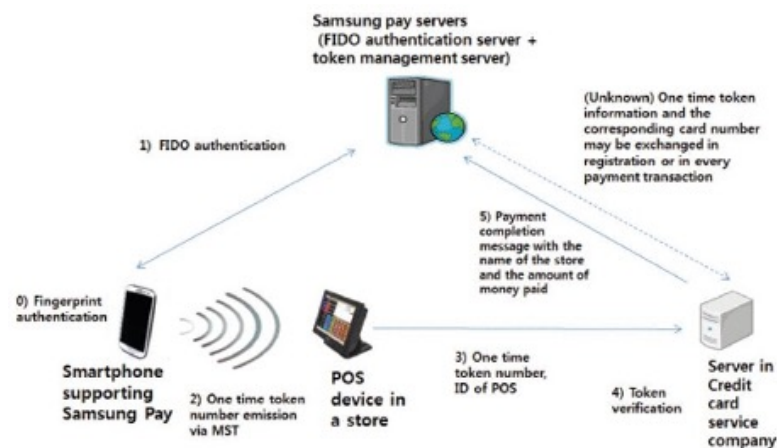 Samsung pay servers
(FIDO authentication server +
token management server)
(Unknown) One time token
information and the
corresponding card number
may be exchanged in
registration or in every
payment transaction
1) FIDO authentication
5) Payment
completion
message with the
name of the store
and the amount of
money paid
0) Fingerprint
authentication
Smartphone
supporting
Samsung Pay
2) One time token
number emission
via MST
POS
device in
a store
3) One time
token number,
ID of POS
4) Token
verification
Server in
Credit
card
service
company